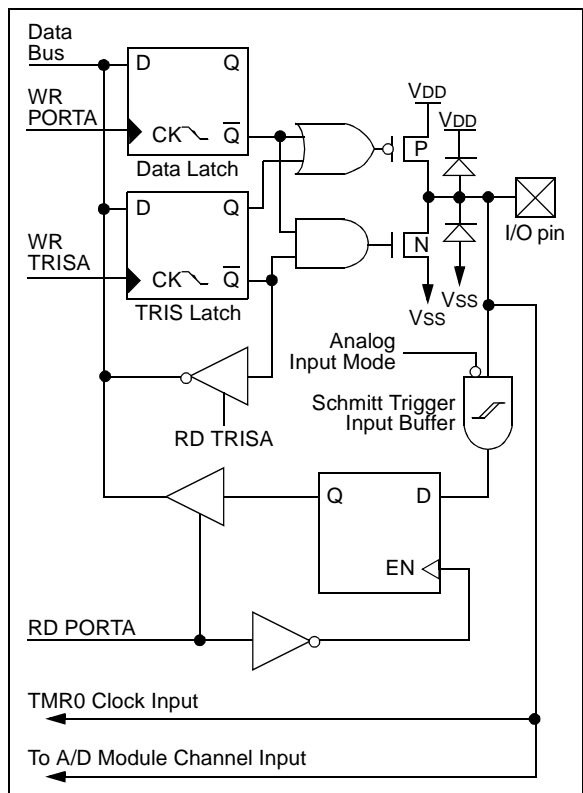 Data
Bus
D Q
VDD
WR
PORTA
VDD
CK Q
P
Data Latch
D Q
I/O pin
WR
TRISA
N
CK Q
VSS
VSS
TRIS Latch
Analog
Input Mode
Schmitt Trigger
Input Buffer
RD TRISA
Q D
EN
RD PORTA
TMR0 Clock Input
To A/D Module Channel Input